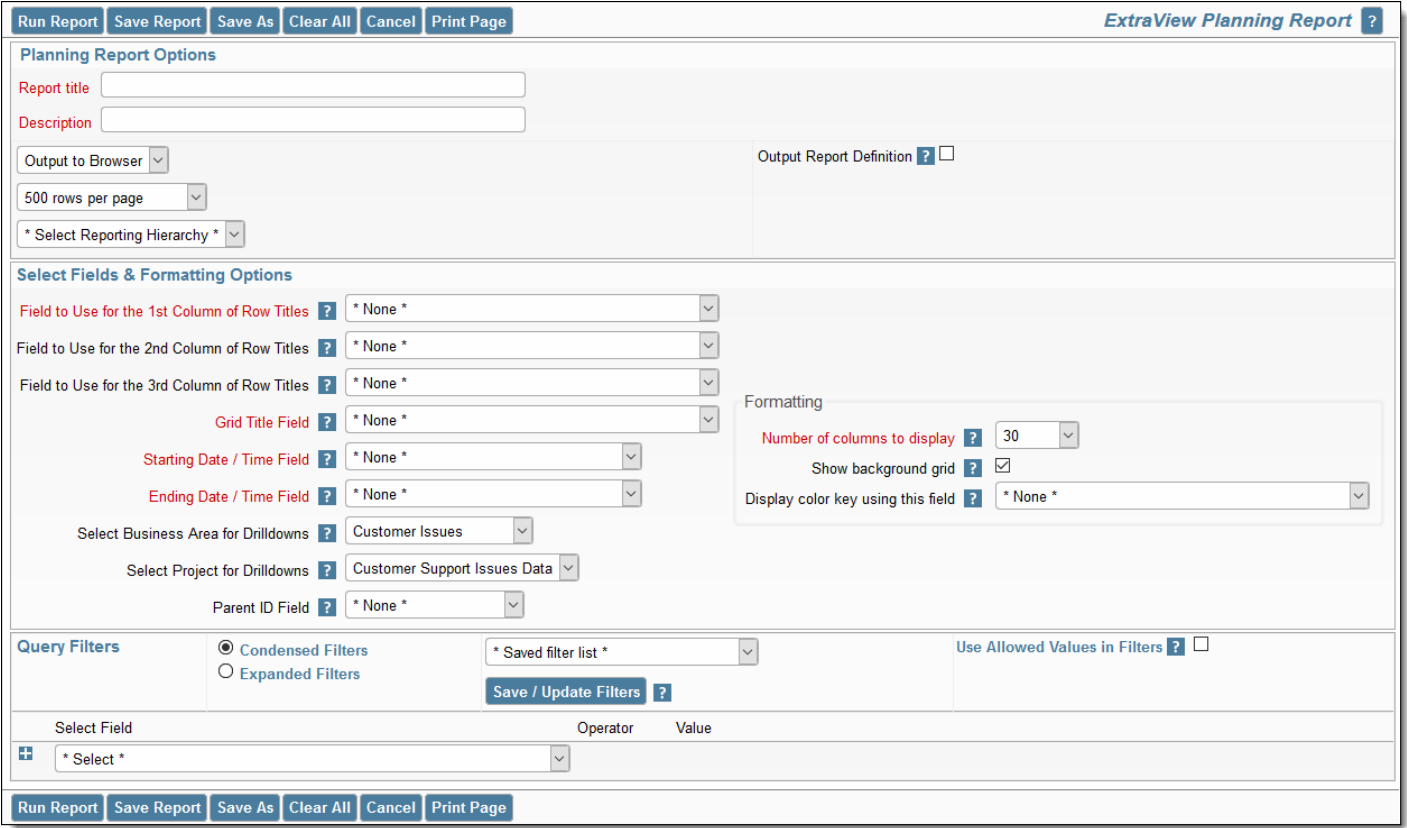 Run Report Save Report Save As Clear All Cancel Print Page ExtraView Planning Report ?
Planning Report Options
Report title
Description
Output to Browser Output Report Definition ?
500 rows per page
* Select Reporting Hierarchy *
Select Fields & Formatting Options
Field to Use for the 1st Column of Row Titles ? * None *
Field to Use for the 2nd Column of Row Titles ? * None *
Field to Use for the 3rd Column of Row Titles ? * None *
Grid Title Field ? * None *
Starting Date / Time Field ? * None *
Ending Date / Time Field ? * None *
Select Business Area for Drilldowns ? Customer Issues
Select Project for Drilldowns ? Customer Support Issues Data
Parent ID Field ? * None *
Formatting
Number of columns to display ? 30
Show background grid ?
Display color key using this field ? * None *
Query Filters Condensed Filters * Saved filter list * Use Allowed Values in Filters ?
Expanded Filters
Save / Update Filters ?
Select Field Operator Value
* Select *
Run Report Save Report Save As Clear All Cancel Print Page